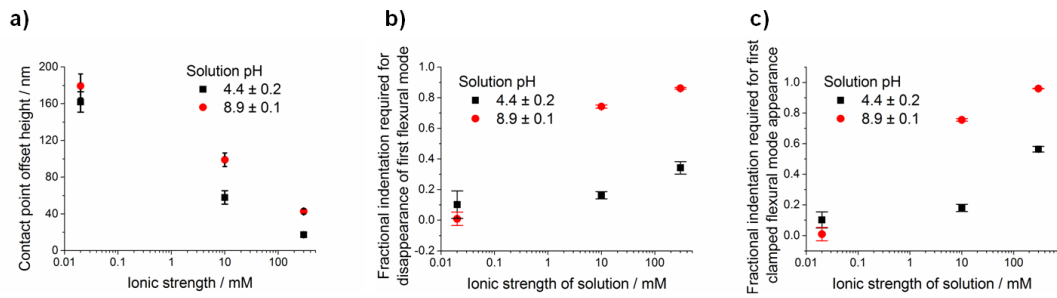 a)
Contact point offset height / nm
200
160
120
80
40
0
Solution pH
4.4 ± 0.2
8.9 ± 0.1
0.01
0.1
1
10
100
Ionic strength / mM
b)
Fractional indentation required for
disappearance of first flexural mode
1.0
0.8
0.6
0.4
0.2
0.0
-0.2
Solution pH
4.4 ± 0.2
8.9 ± 0.1
0.01
0.1
1
10
100
Ionic strength of solution / mM
c)
Fractional indentation required for first
clamped flexural mode appearance
1.0
0.8
0.6
0.4
0.2
0.0
Solution pH
4.4 ± 0.2
8.9 ± 0.1
0.01
0.1
1
10
100
Ionic strength of solution / mM